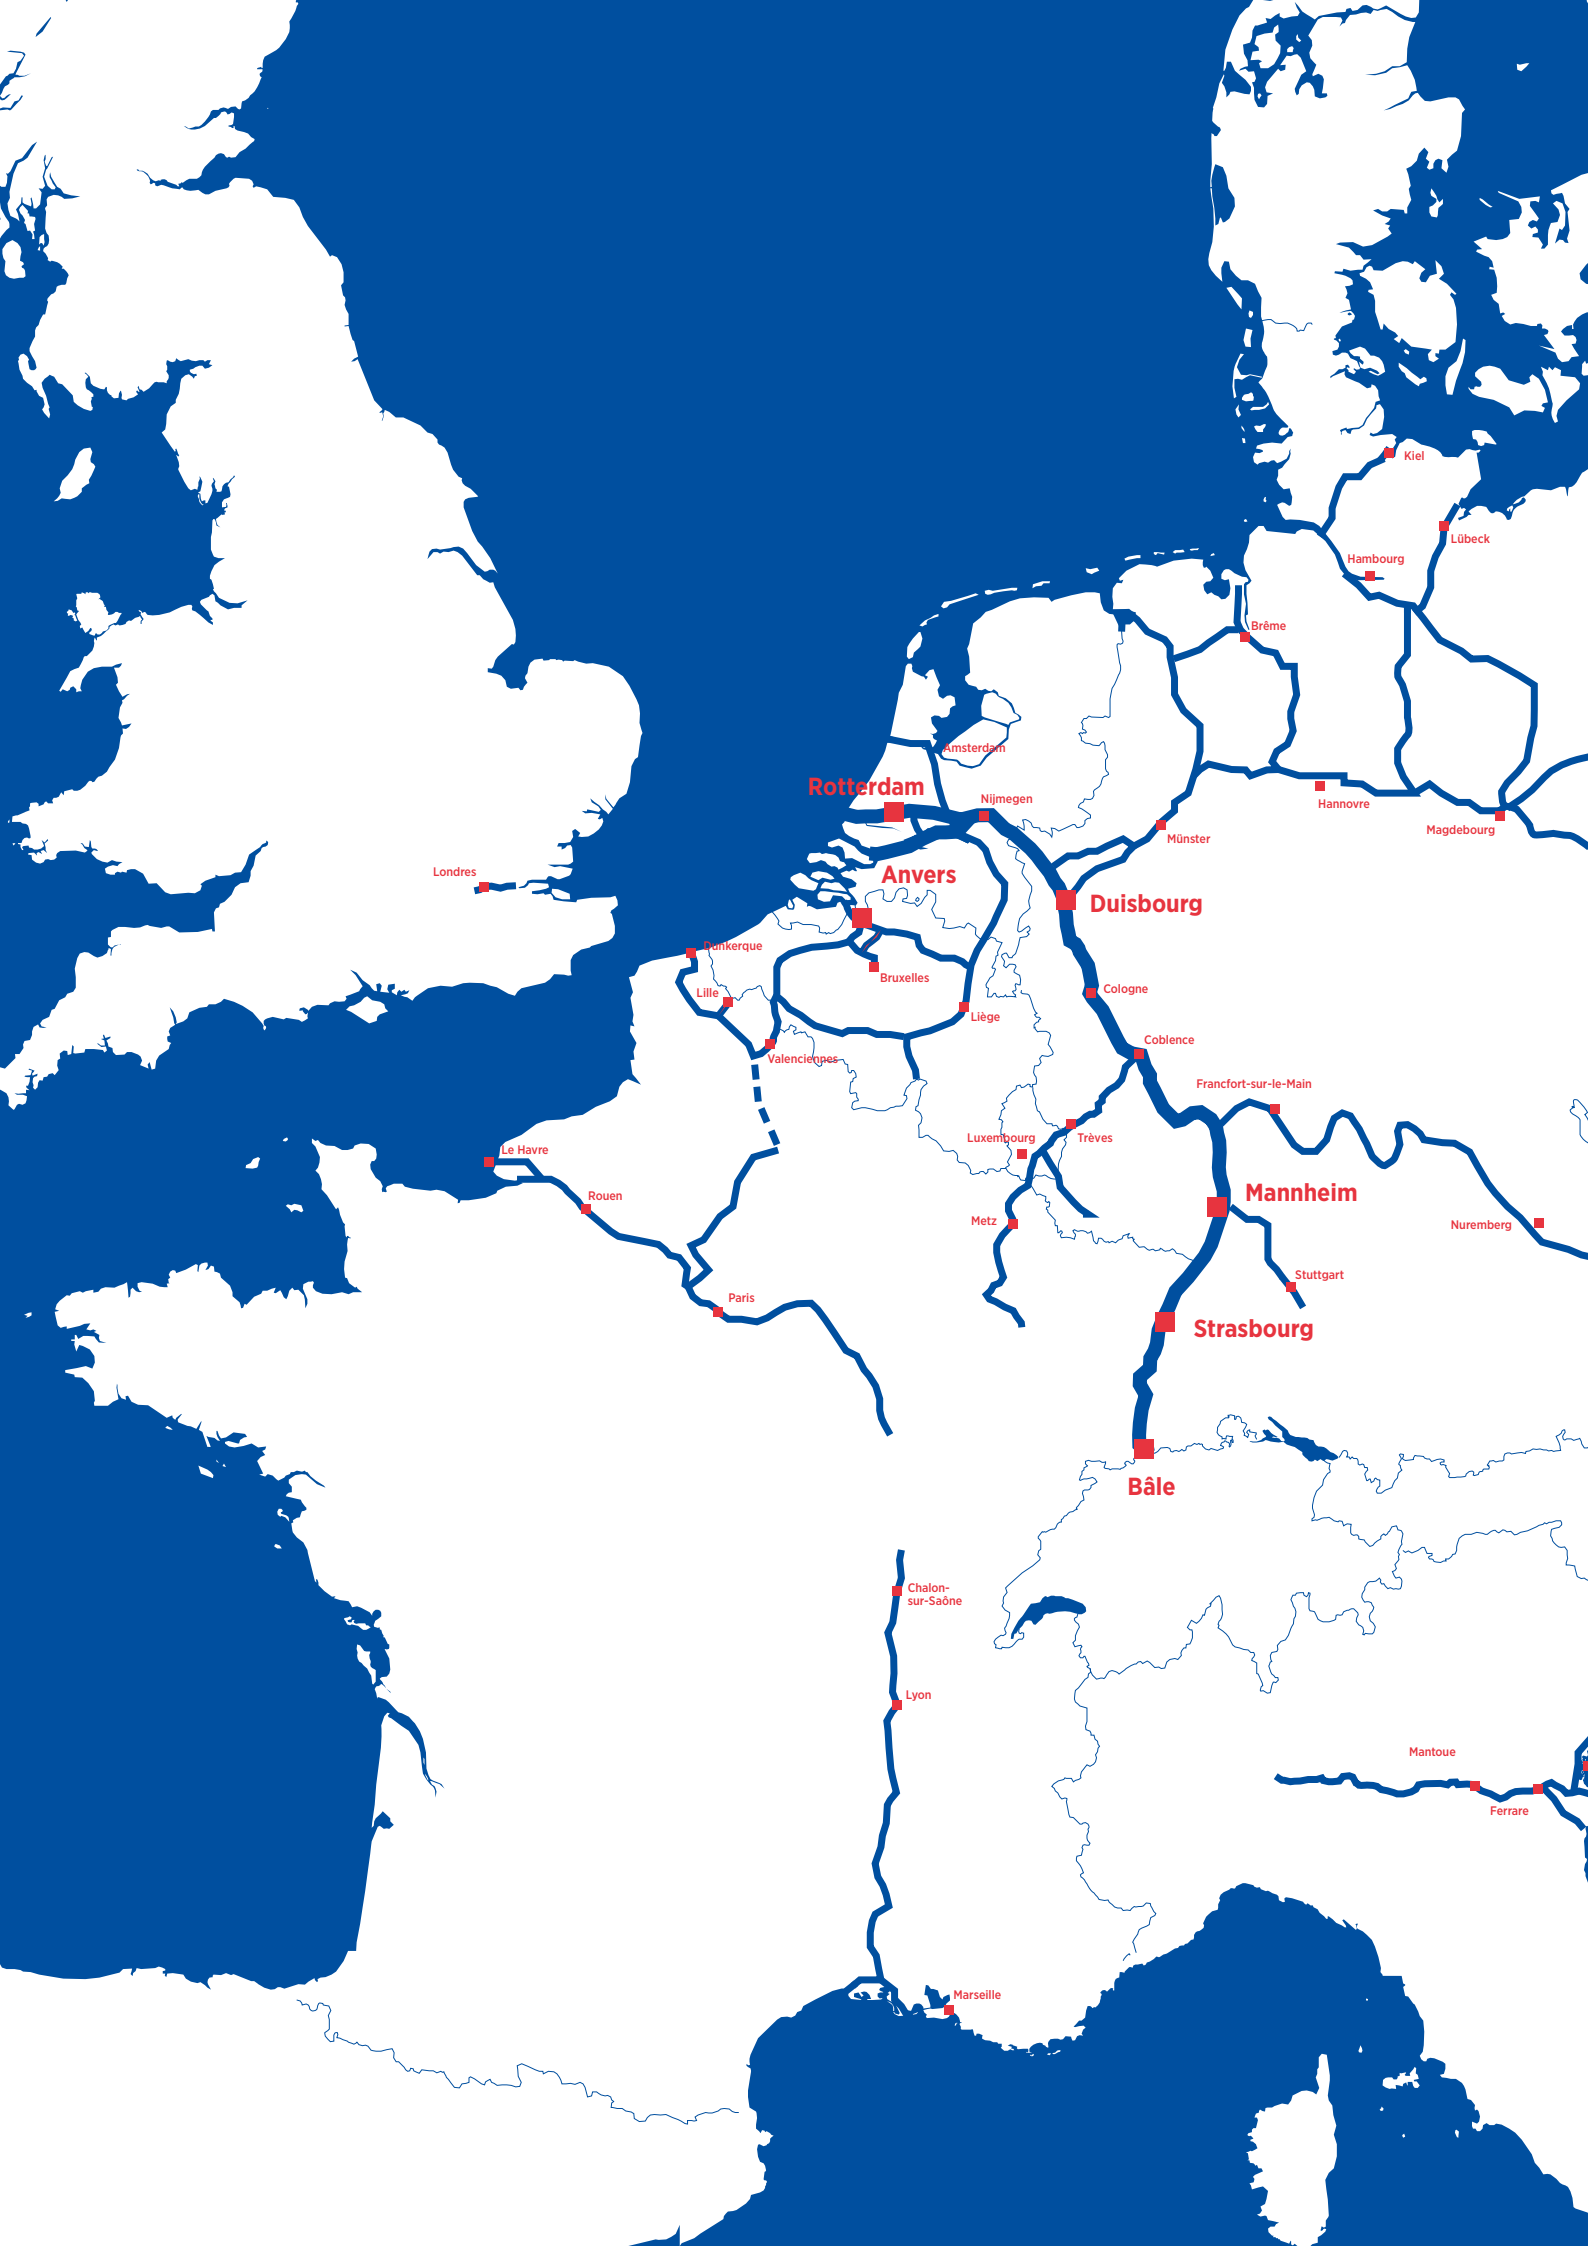 Kiel
Lübeck
Hambourg
Brême
Amsterdam
Rotterdam
Nijmegen
Hannovre
Magdebourg
Münster
Londres
Anvers
Duisbourg
Dunkerque
Bruxelles
Cologne
Lille
Liège
Coblence
Valenciennes
Francfort-sur-le-Main
Luxembourg
Trèves
Le Havre
Rouen
Mannheim
Metz
Nuremberg
Stuttgart
Paris
Strasbourg
Bâle
Chalon-
sur-Saône
Lyon
Mantoue
Ferrare
Marseille